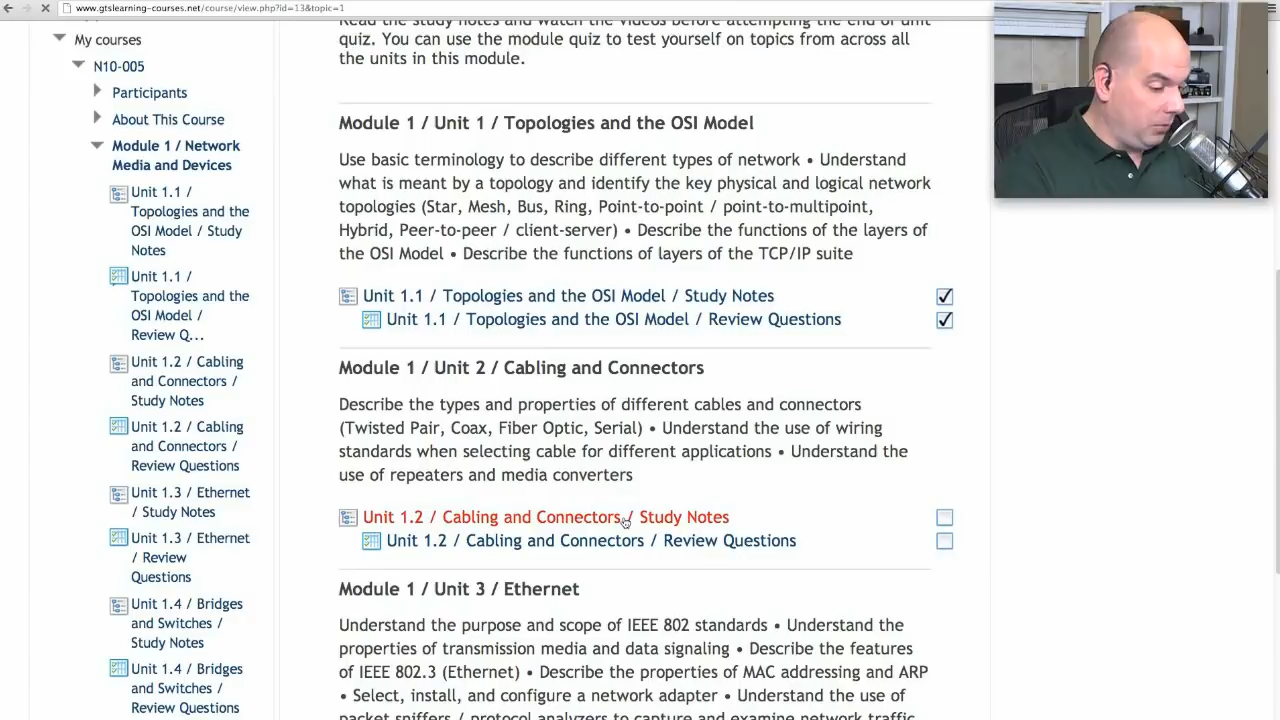 www.gtslearning-courses.net/course/view.php?id=13&topic=1
My courses
N10-005
Participants
About This Course
Module 1 / Network
Media and Devices
Unit 1.1 /
Topologies and the
OSI Model / Study
Notes
Unit 1.1 /
Topologies and the
OSI Model /
Review Q...
Unit 1.2 / Cabling
and Connectors /
Study Notes
Unit 1.2 / Cabling
and Connectors /
Review Questions
Unit 1.3 / Ethernet
/ Study Notes
Unit 1.3 / Ethernet
/ Review
Questions
Unit 1.4 / Bridges
and Switches /
Study Notes
Unit 1.4 / Bridges
and Switches /
Review Questions
Read the study notes and watch the videos before attempting the end of unit
quiz. You can use the module quiz to test yourself on topics from across all
the units in this module.
Module 1 / Unit 1 / Topologies and the OSI Model
Use basic terminology to describe different types of network • Understand
what is meant by a topology and identify the key physical and logical network
topologies (Star, Mesh, Bus, Ring, Point-to-point / point-to-multipoint,
Hybrid, Peer-to-peer / client-server) • Describe the functions of the layers of
the OSI Model • Describe the functions of layers of the TCP/IP suite
Unit 1.1 / Topologies and the OSI Model / Study Notes
Unit 1.1 / Topologies and the OSI Model / Review Questions
Module 1 / Unit 2 / Cabling and Connectors
Describe the types and properties of different cables and connectors
(Twisted Pair, Coax, Fiber Optic, Serial) • Understand the use of wiring
standards when selecting cable for different applications • Understand the
use of repeaters and media converters
Unit 1.2 / Cabling and Connectors / Study Notes
Unit 1.2 / Cabling and Connectors / Review Questions
Module 1 / Unit 3 / Ethernet
Understand the purpose and scope of IEEE 802 standards • Understand the
properties of transmission media and data signaling • Describe the features
of IEEE 802.3 (Ethernet) • Describe the properties of MAC addressing and ARP
• Select, install, and configure a network adapter • Understand the use of
packet sniffers / protocol analyzers to capture and examine network traffic